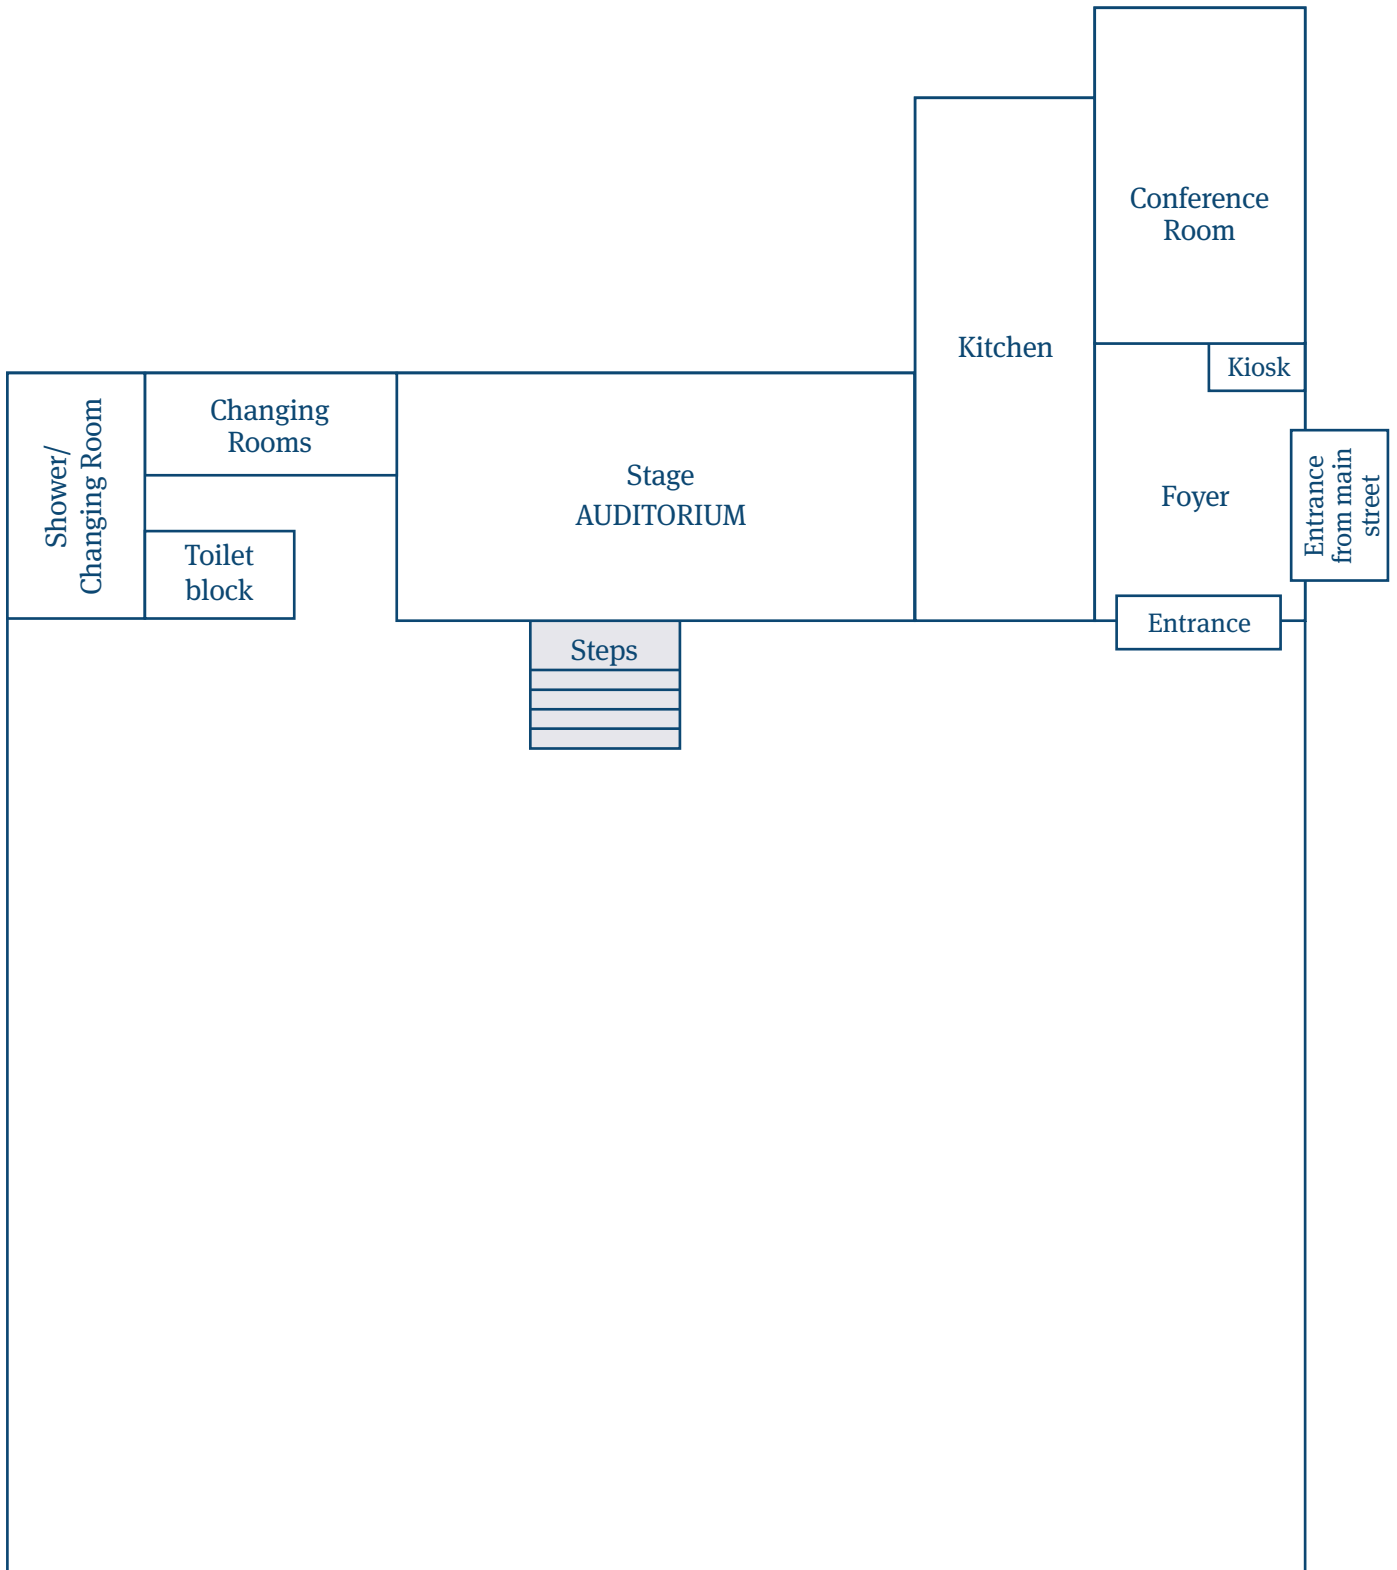 Conference
Room
Kitchen
Kiosk
Shower/
Changing Room
Changing
Rooms
Stage
AUDITORIUM
Foyer
Entrance
from main
street
Toilet
block
Steps
Entrance